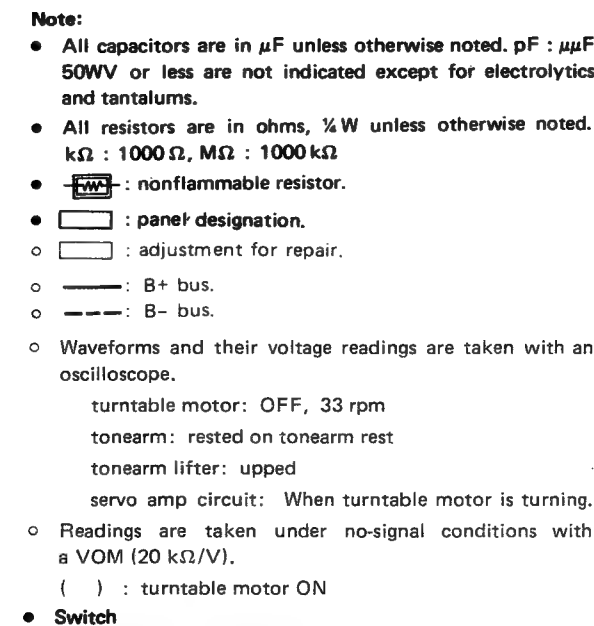 Note:
● All capacitors are in μF unless otherwise noted. pF : μμF
50WV or less are not indicated except for electrolytics
and tantalums.
● All resistors are in ohms, ¼W unless otherwise noted.
kΩ : 1000 Ω, MΩ : 1000 kΩ
● : nonflammable resistor.
● : panel designation.
○ : adjustment for repair.
○ : B+ bus.
○ : B– bus.
○ Waveforms and their voltage readings are taken with an
oscilloscope.
turntable motor: OFF, 33 rpm
tonearm: rested on tonearm rest
tonearm lifter: upped
servo amp circuit: When turntable motor is turning.
○ Readings are taken under no-signal conditions with
a VOM (20 kΩ/V).
( ) : turntable motor ON
● Switch